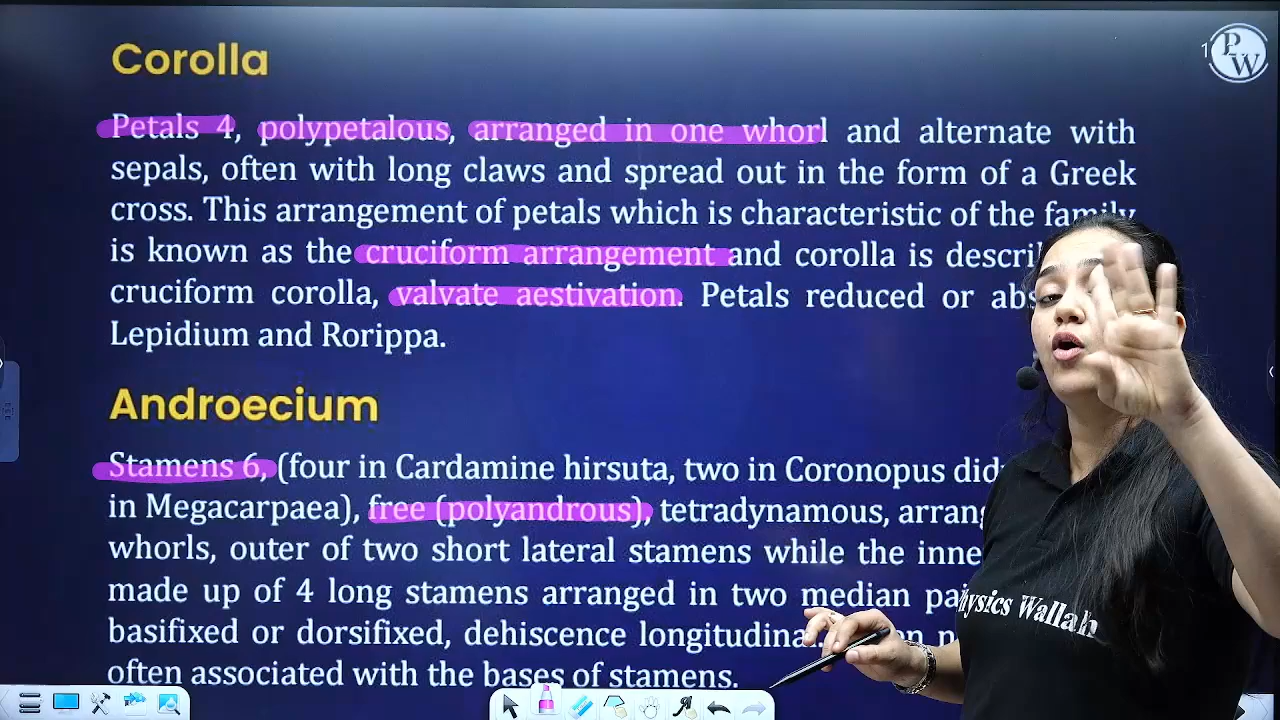 Corolla
1 PW
Petals 4, polypetalous, arranged in one whorl and alternate with
sepals, often with long claws and spread out in the form of a Greek
cross. This arrangement of petals which is characteristic of the family
is known as the cruciform arrangement and corolla is descri
cruciform corolla, valvate aestivation. Petals reduced or abs
Lepidium and Rorippa.
Androecium
Stamens 6, (four in Cardamine hirsuta, two in Coronopus did
in Megacarpaea), free (polyandrous), tetradynamous, arrang
whorls, outer of two short lateral stamens while the inne
made up of 4 long stamens arranged in two median pa
basifixed or dorsifixed, dehiscence longitudina
often associated with the bases of stamens.
hysics Wallah